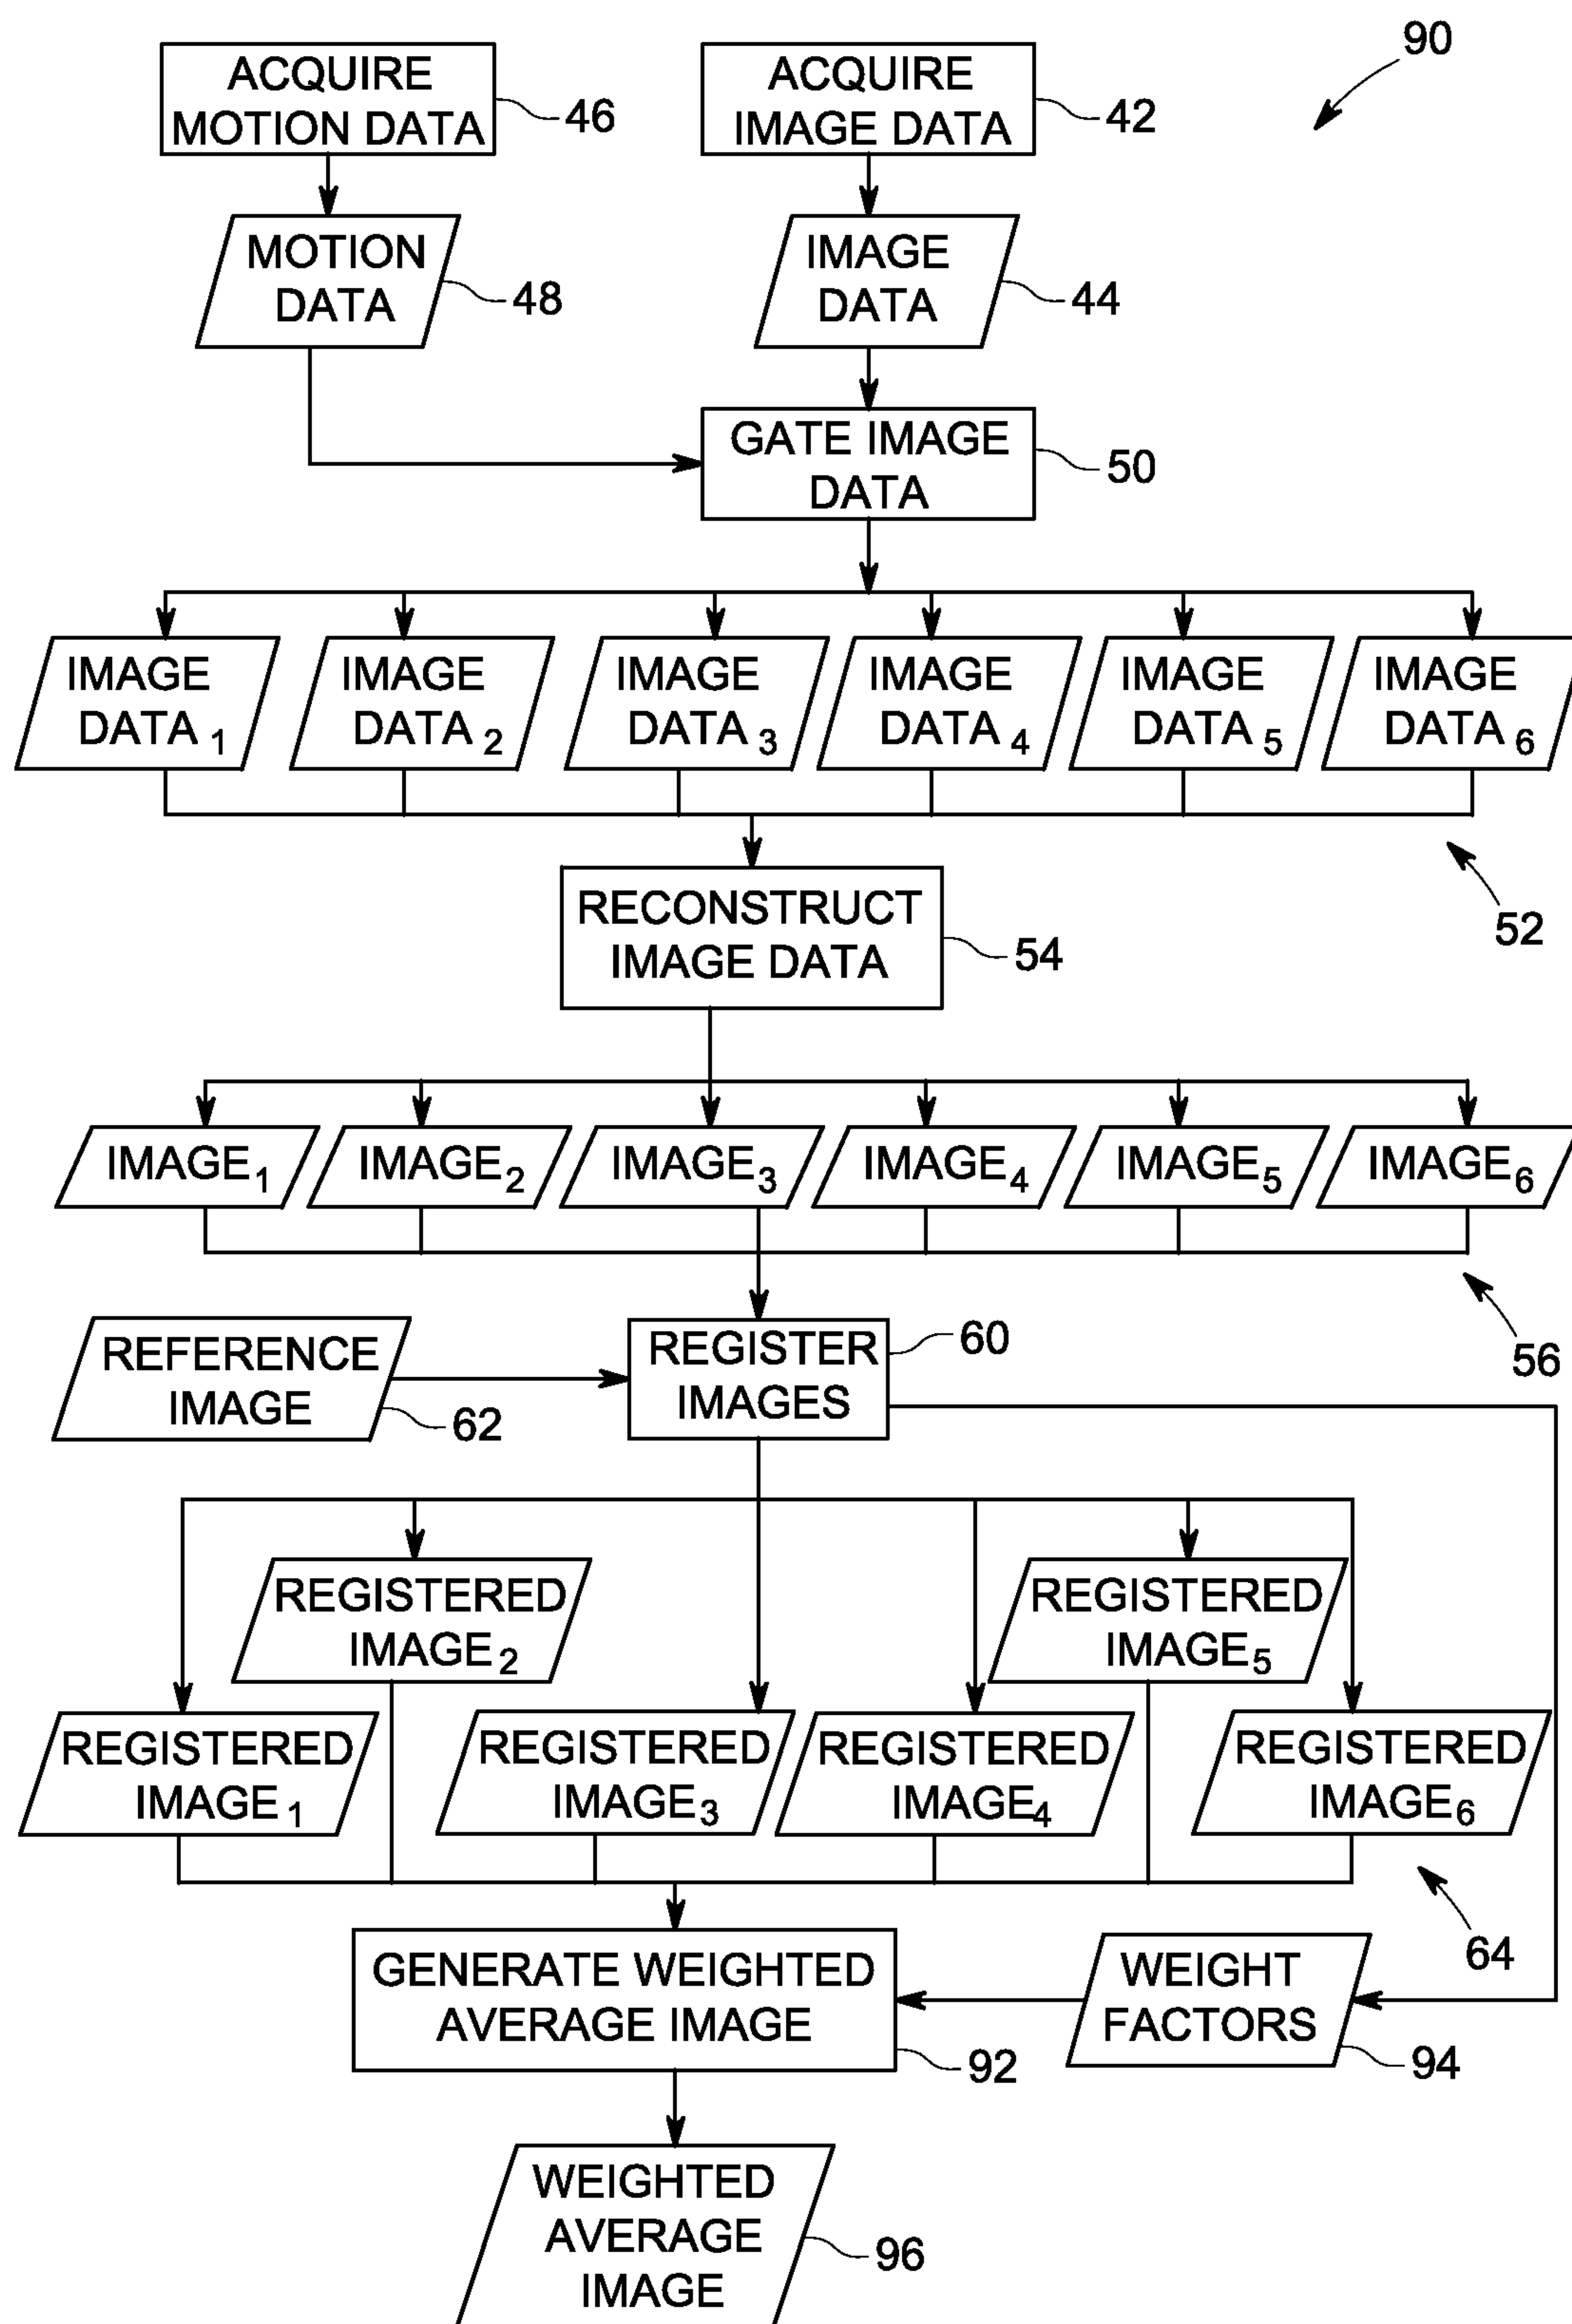 90
ACQUIRE
MOTION DATA
46
ACQUIRE
IMAGE DATA
42
MOTION
DATA
48
IMAGE
DATA
44
GATE IMAGE
DATA
50
IMAGE
DATA 1
IMAGE
DATA 2
IMAGE
DATA 3
IMAGE
DATA 4
IMAGE
DATA 5
IMAGE
DATA 6
52
RECONSTRUCT
IMAGE DATA
54
IMAGE1
IMAGE2
IMAGE3
IMAGE4
IMAGE5
IMAGE6
56
REFERENCE
IMAGE
62
REGISTER
IMAGES
60
REGISTERED
IMAGE2
REGISTERED
IMAGE5
REGISTERED
IMAGE1
REGISTERED
IMAGE3
REGISTERED
IMAGE4
REGISTERED
IMAGE6
64
GENERATE WEIGHTED
AVERAGE IMAGE
92
WEIGHT
FACTORS
94
WEIGHTED
AVERAGE
IMAGE
96